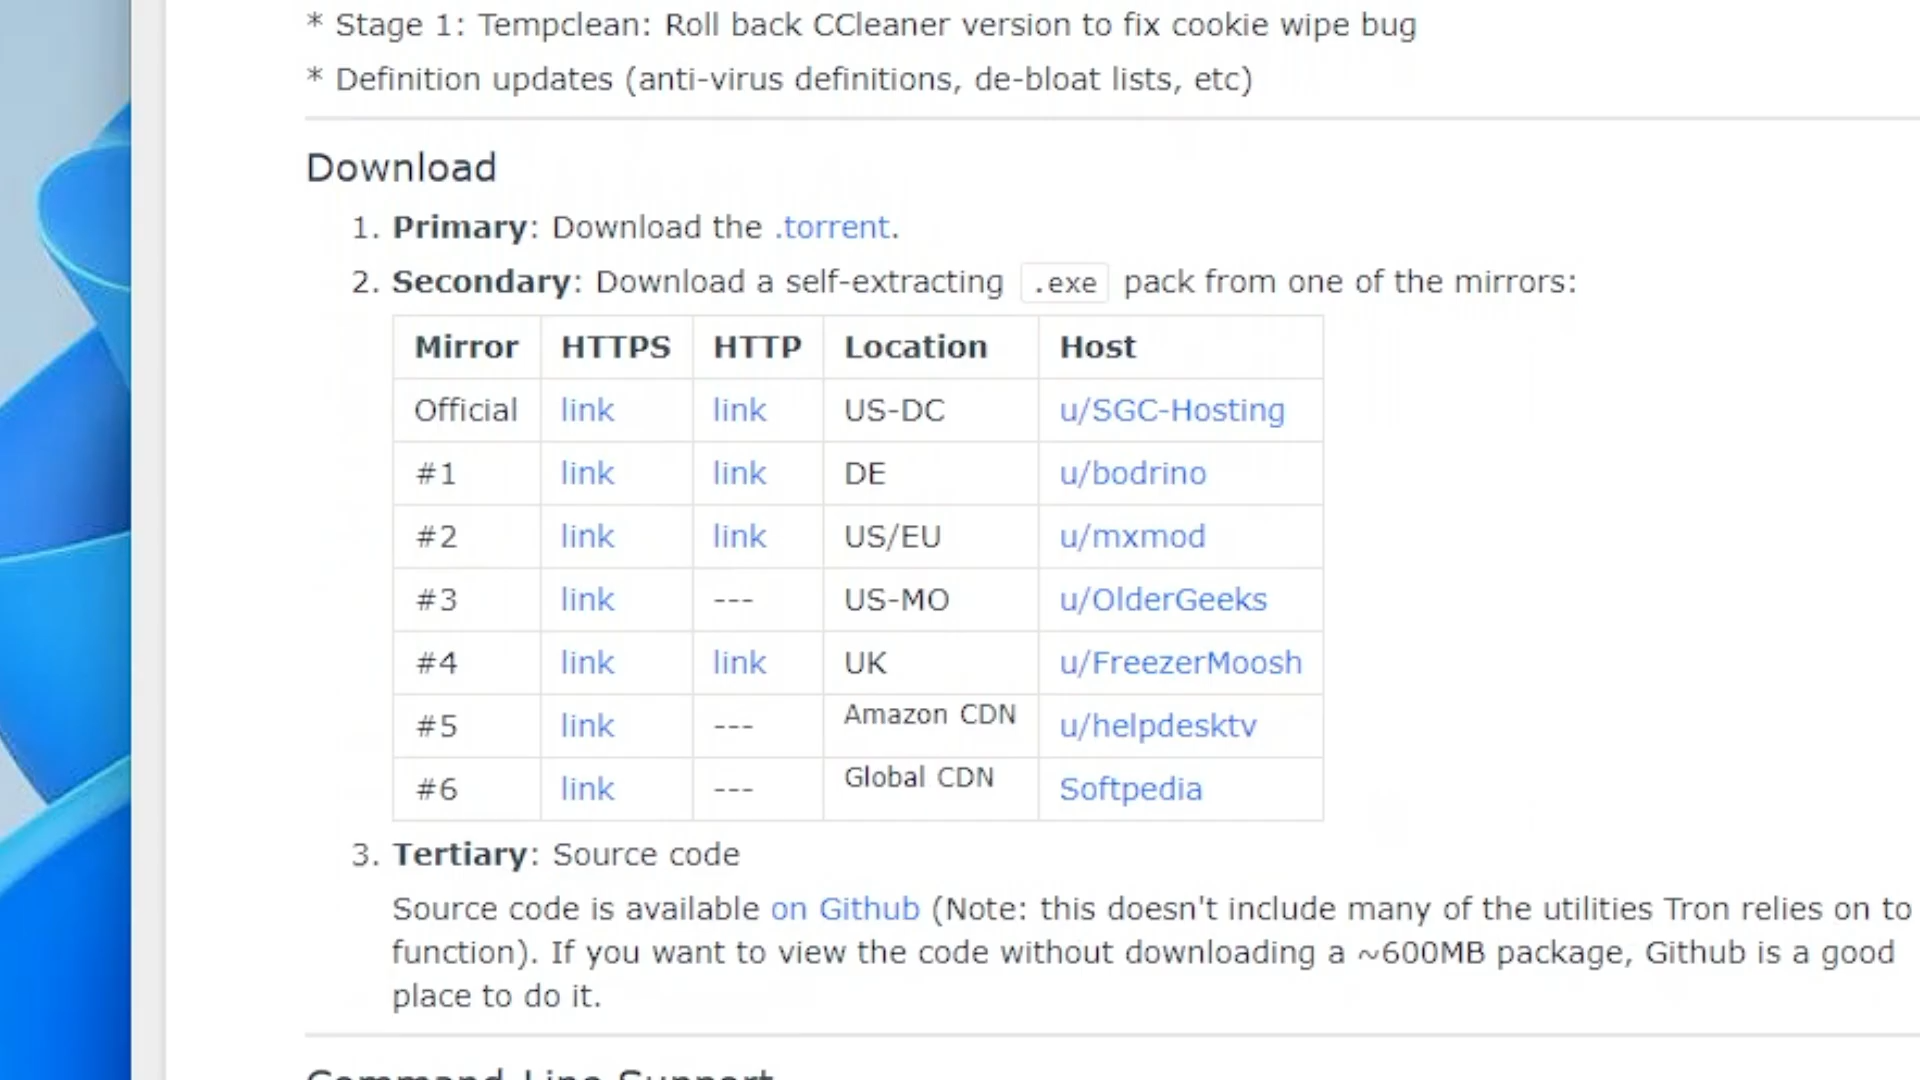 * Stage 1: Tempclean: Roll back CCleaner version to fix cookie wipe bug
* Definition updates (anti-virus definitions, de-bloat lists, etc)
Download
1. Primary: Download the .torrent.
2. Secondary: Download a self-extracting .exe pack from one of the mirrors:
Mirror HTTPS HTTP Location Host
Official link link US-DC u/SGC-Hosting
#1 link link DE u/bodrino
#2 link link US/EU u/mxmod
#3 link --- US-MO u/OlderGeeks
#4 link link UK u/FreezerMoosh
#5 link --- Amazon CDN u/helpdesktv
#6 link --- Global CDN Softpedia
3. Tertiary: Source code
Source code is available on Github (Note: this doesn't include many of the utilities Tron relies on to
function). If you want to view the code without downloading a ~600MB package, Github is a good
place to do it.
Command-Line Support